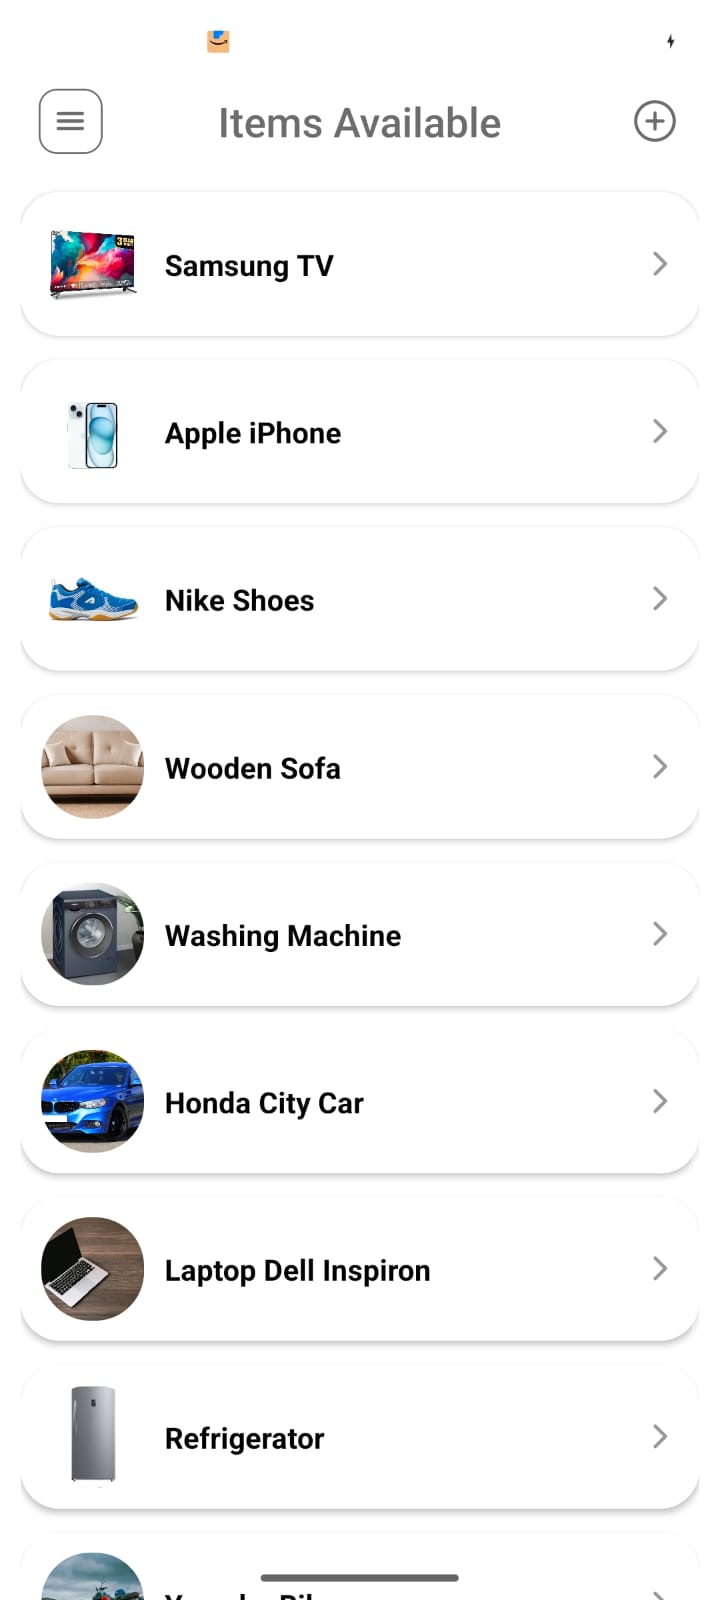 Items Available
Samsung TV
Apple iPhone
Nike Shoes
Wooden Sofa
Washing Machine
Honda City Car
Laptop Dell Inspiron
Refrigerator